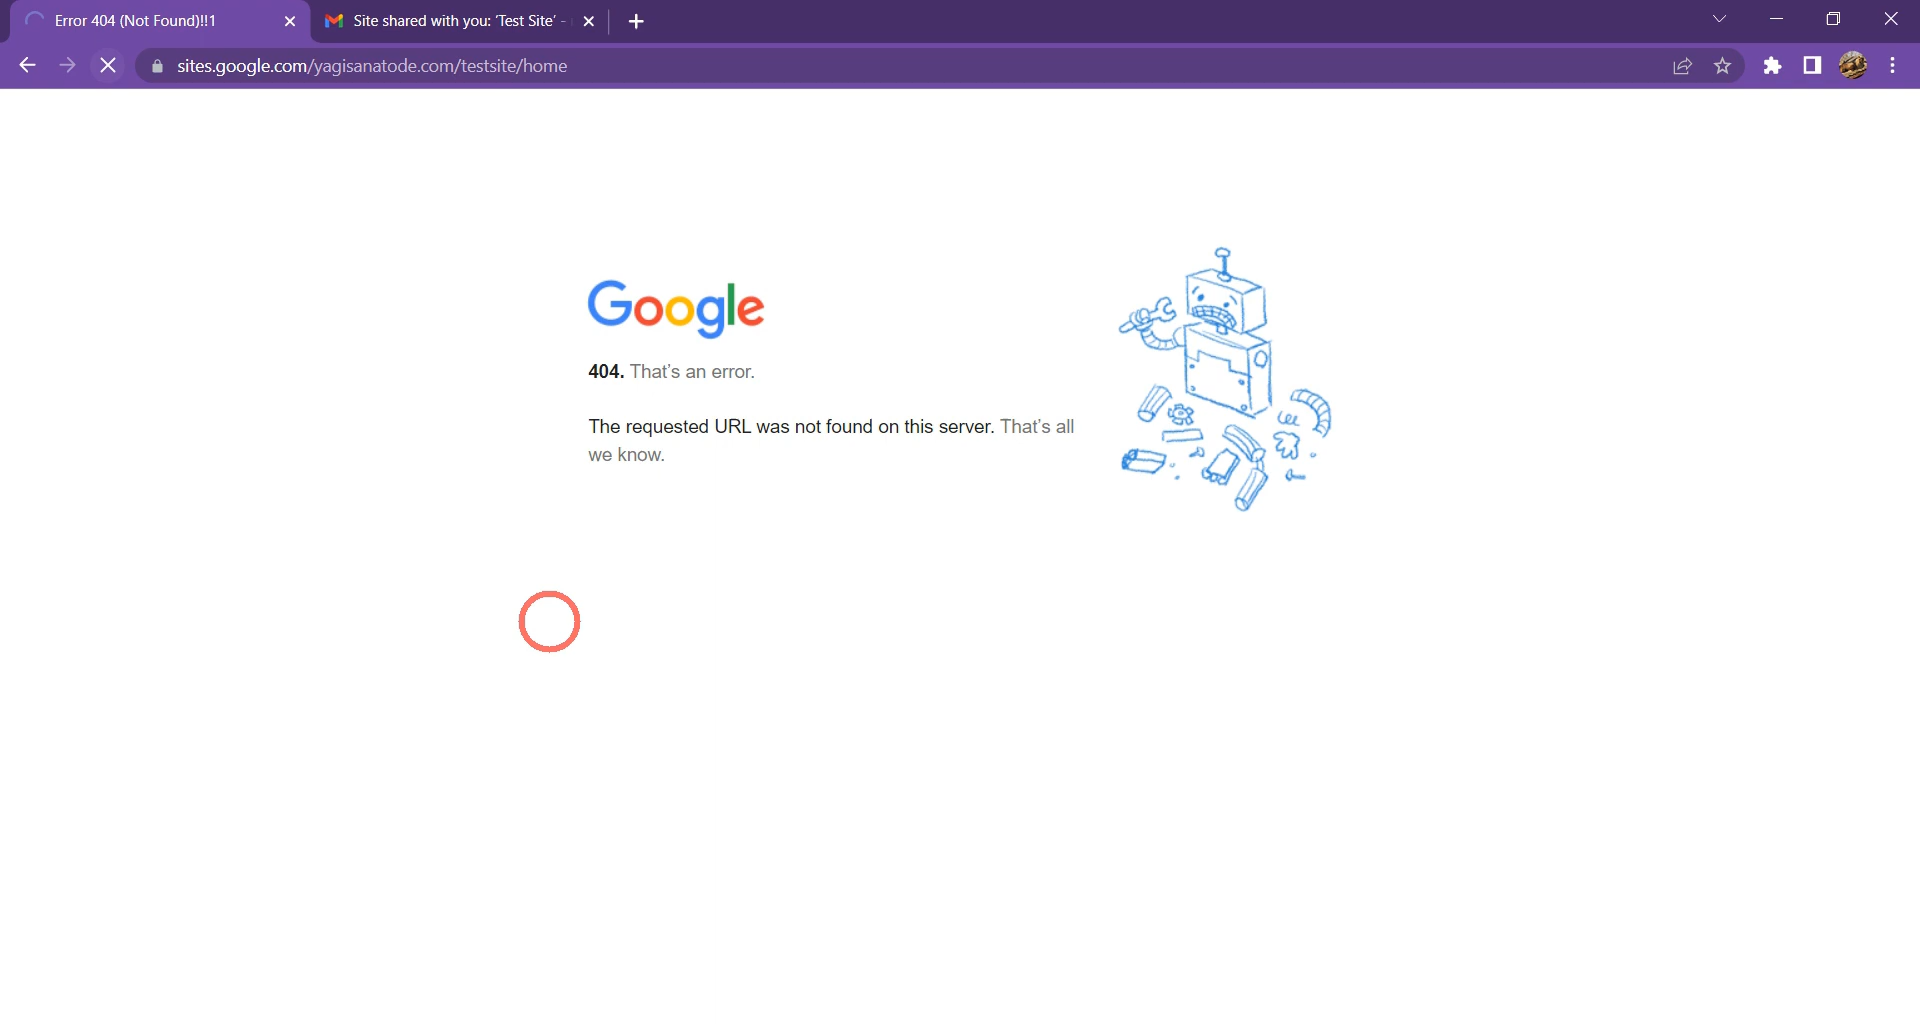 Error 404 (Not Found)!!1
Site shared with you: 'Test Site' -
sites.google.com/yagisanatode.com/testsite/home
Google
404. That's an error.
The requested URL was not found on this server. That's all
we know.